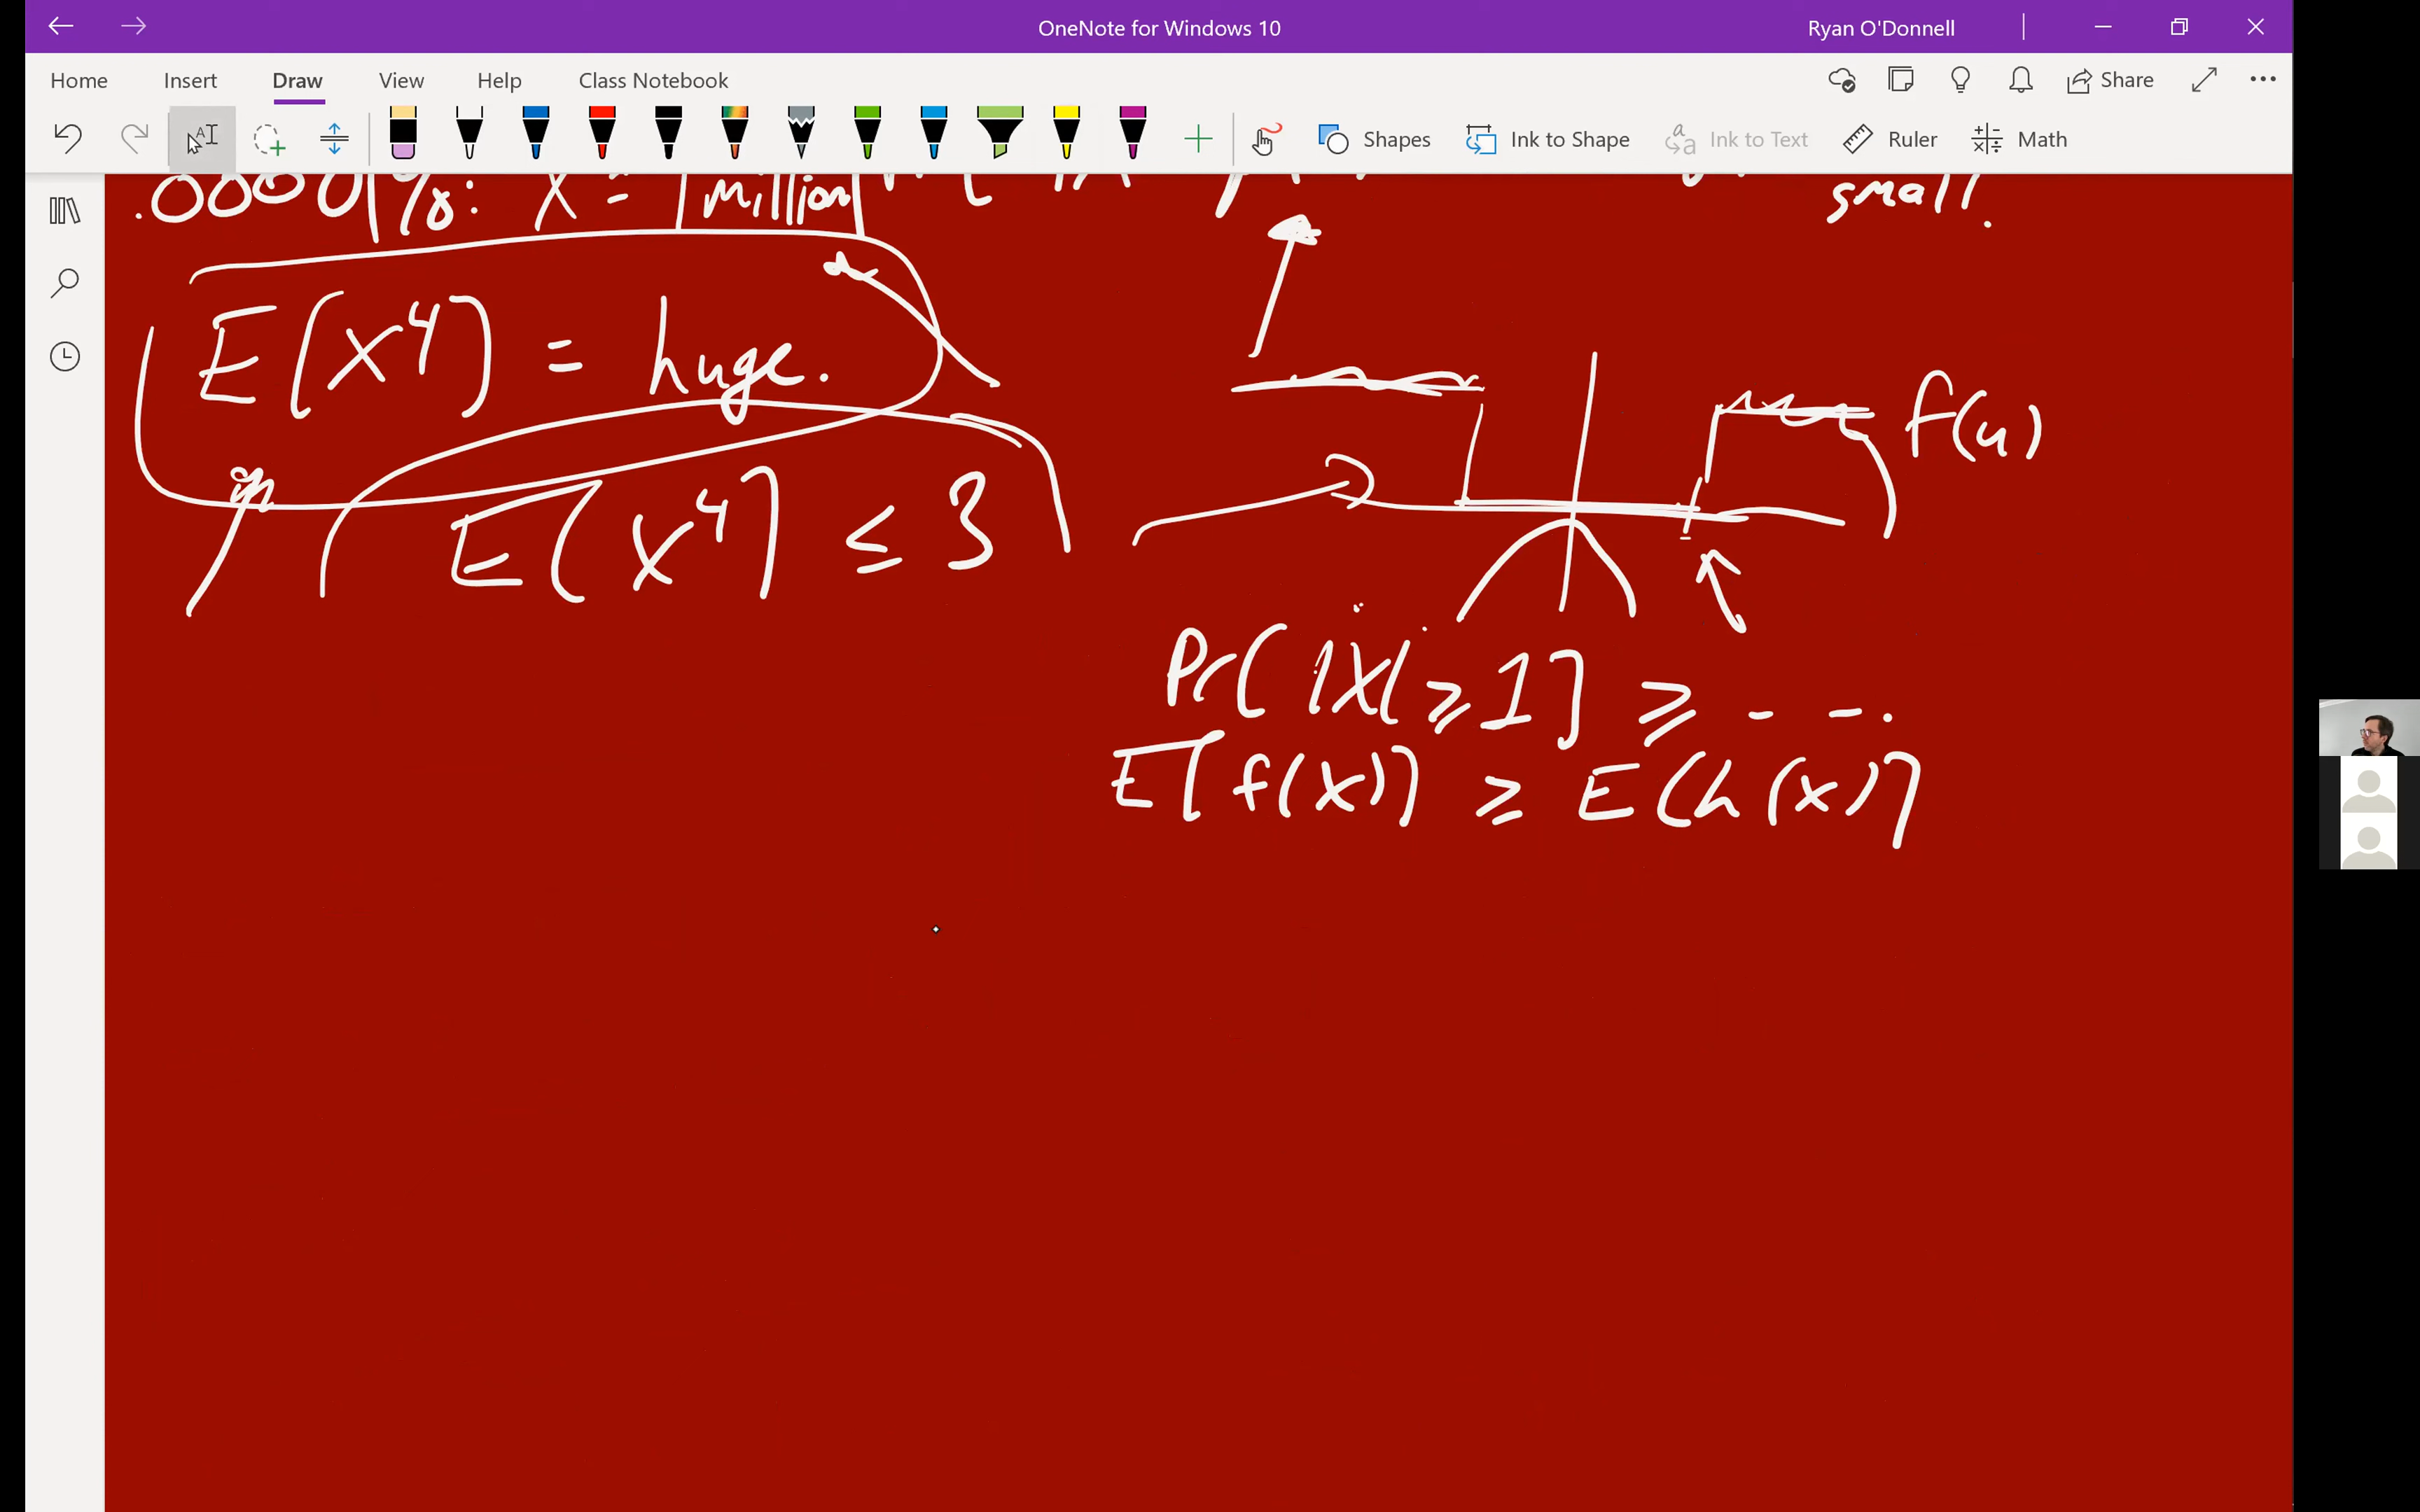 OneNote for Windows 10
Ryan O'Donnell
Home Insert Draw View Help Class Notebook
Share
Shapes Ink to Shape Ink to Text Ruler Math
.00001%: X = 1 million
small.
E[X⁴] = huge.
f(u)
E[X⁴] ≤ 3
Pr[|X| ≥ 1] ≥ - - .
E[f(X)] ≥ E[h(X)]